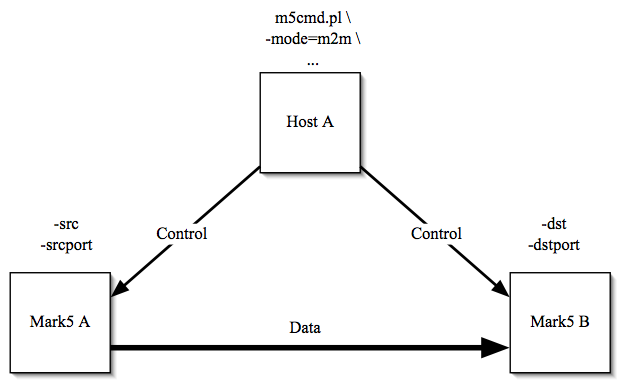 m5cmd.pl \
-mode=m2m \
...
Host A
-src
-srcport
Control
Control
-dst
-dstport
Mark5 A
Data
Mark5 B